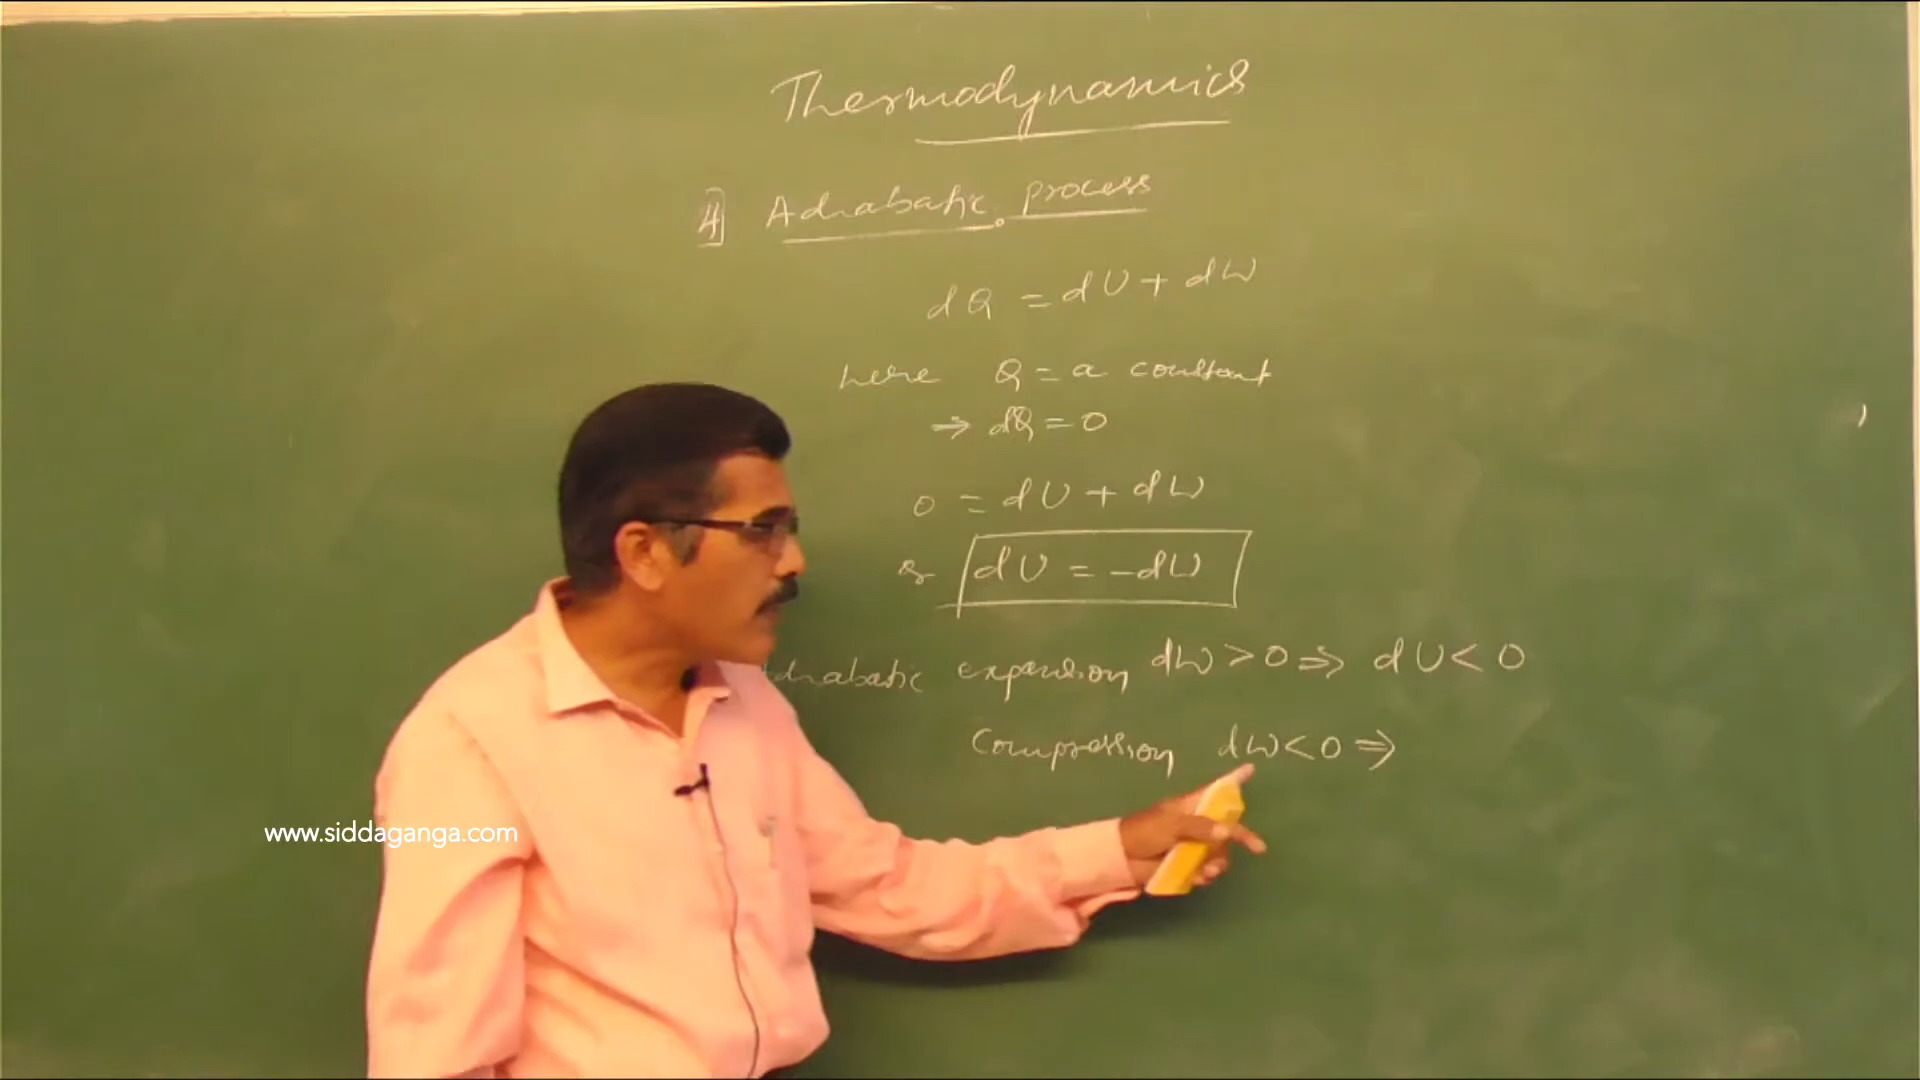 Thermodynamics
4] Adiabatic process
dQ = dU + dW
here Q = a constant
⇒ dQ = 0
0 = dU + dW
or dU = -dW
adiabatic expansion dW > 0 ⇒ dU < 0
Compression dW < 0 ⇒
www.siddaganga.com